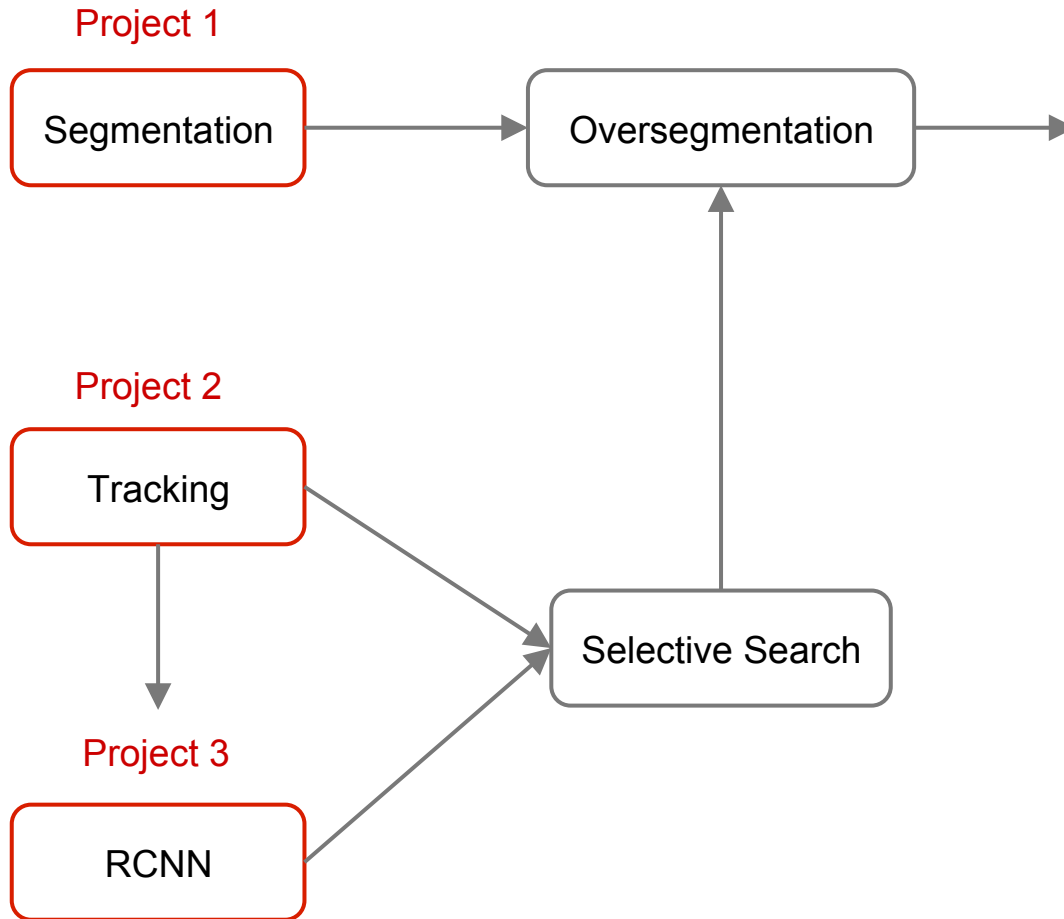 Project 1
Segmentation
Oversegmentation
Project 2
Tracking
Selective Search
Project 3
RCNN